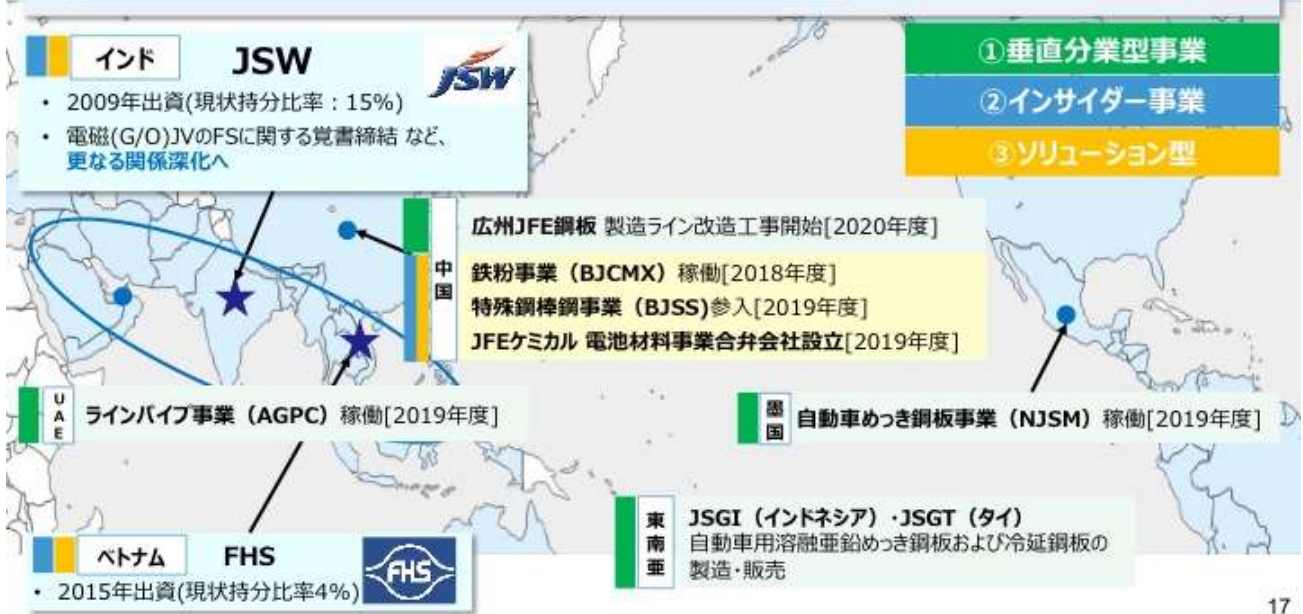 インド
JSW
JSW
• 2009年出資(現状持分比率：15%)
• 電磁(G/O)JVのFSに関する覚書締結 など、
更なる関係深化へ
①垂直分業型事業
②インサイダー事業
③ソリューション型
中国
広州JFE鋼板 製造ライン改造工事開始[2020年度]
鉄粉事業（BJCMX）稼働[2018年度]
特殊鋼棒鋼事業（BJSS)参入[2019年度]
JFEケミカル 電池材料事業合弁会社設立[2019年度]
UAE
ラインパイプ事業（AGPC）稼働[2019年度]
墨国
自動車めっき鋼板事業（NJSM）稼働[2019年度]
東南亜
JSGI（インドネシア）・JSGT（タイ）
自動車用溶融亜鉛めっき鋼板および冷延鋼板の
製造・販売
ベトナム
FHS
FHS
• 2015年出資(現状持分比率4%)
17